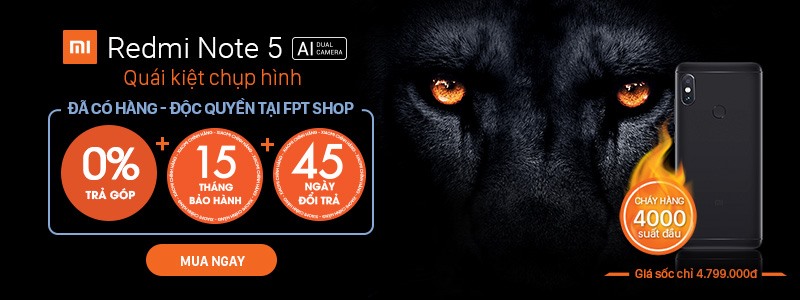 mi
Redmi Note 5
AI DUAL CAMERA
Quái kiệt chụp hình
ĐÃ CÓ HÀNG - ĐỘC QUYỀN TẠI FPT SHOP
0%
TRẢ GÓP
+
15
THÁNG
BẢO HÀNH
+
45
NGÀY
ĐỔI TRẢ
MUA NGAY
CHÁY HÀNG
4000
suất đầu
Giá sốc chỉ 4.799.000đ